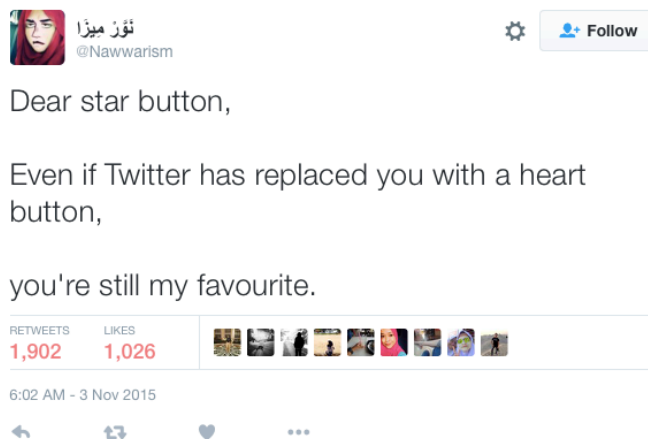 نَوَّرْ مِيزَا
@Nawwarism
Follow
Dear star button,
Even if Twitter has replaced you with a heart
button,
you're still my favourite.
RETWEETS LIKES
1,902 1,026
6:02 AM - 3 Nov 2015